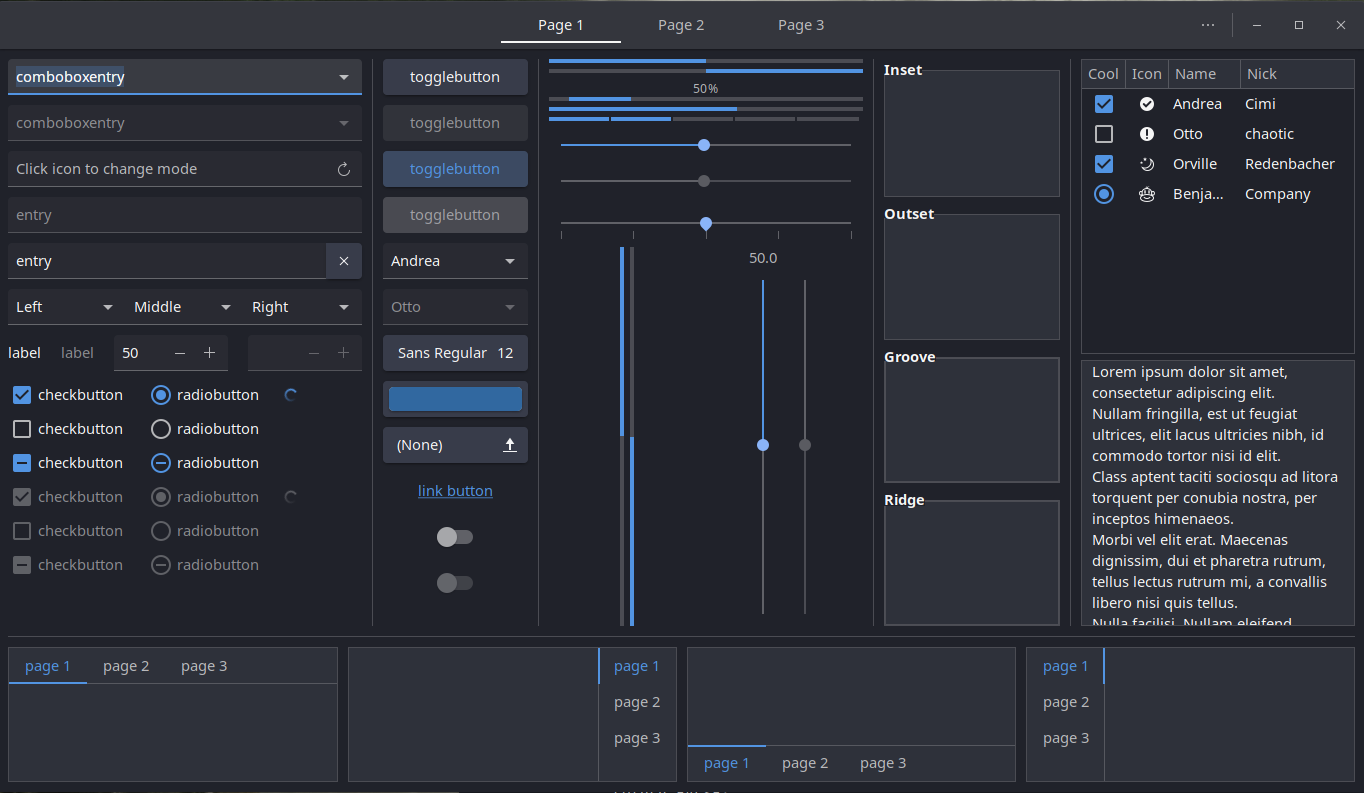 Page 1 Page 2 Page 3
comboboxentry
comboboxentry
Click icon to change mode
entry
entry
Left Middle Right
label label 50
checkbutton radiobutton
checkbutton radiobutton
checkbutton radiobutton
checkbutton radiobutton
checkbutton radiobutton
checkbutton radiobutton
togglebutton
togglebutton
togglebutton
togglebutton
Andrea
Otto
Sans Regular 12
(None)
link button
50%
50.0
Inset
Outset
Groove
Ridge
Cool Icon Name Nick
Andrea Cimi
Otto chaotic
Orville Redenbacher
Benja... Company
Lorem ipsum dolor sit amet,
consectetur adipiscing elit.
Nullam fringilla, est ut feugiat
ultrices, elit lacus ultricies nibh, id
commodo tortor nisi id elit.
Class aptent taciti sociosqu ad litora
torquent per conubia nostra, per
inceptos himenaeos.
Morbi vel elit erat. Maecenas
dignissim, dui et pharetra rutrum,
tellus lectus rutrum mi, a convallis
libero nisi quis tellus.
Nulla facilisi. Nullam eleifend
page 1 page 2 page 3
page 1
page 2
page 3
page 1 page 2 page 3
page 1
page 2
page 3